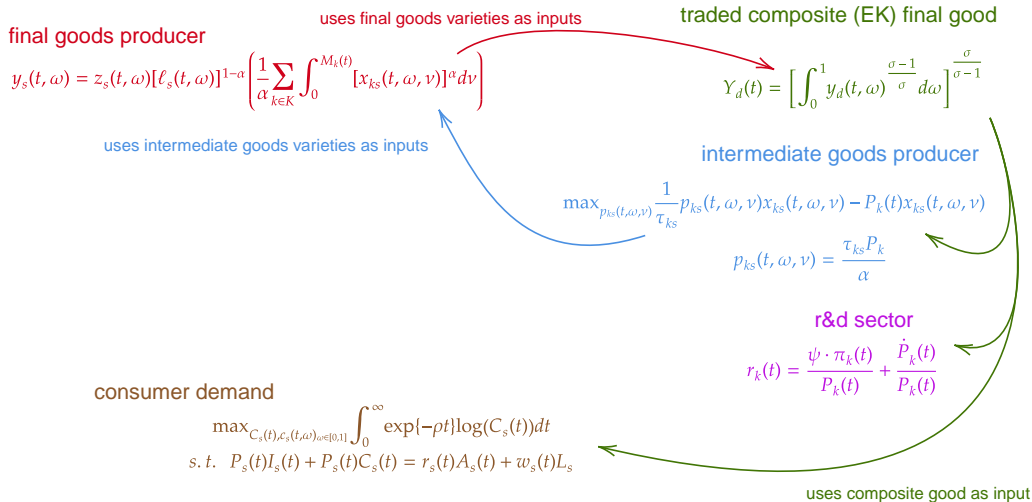 uses final goods varieties as inputs
traded composite (EK) final good
final goods producer
y_s(t, ω) = z_s(t, ω)[ℓ_s(t, ω)]^{1−α} (1/α ∑_{k∈K} ∫_0^{M_k(t)} [x_{ks}(t, ω, ν)]^α dν)
Y_d(t) = [∫_0^1 y_d(t, ω)^{(σ−1)/σ} dω]^{σ/(σ−1)}
uses intermediate goods varieties as inputs
intermediate goods producer
max_{p_{ks}(t,ω,ν)} 1/τ_{ks} p_{ks}(t, ω, ν)x_{ks}(t, ω, ν) − P_k(t)x_{ks}(t, ω, ν)
p_{ks}(t, ω, ν) = τ_{ks}P_k/α
r&d sector
r_k(t) = ψ · π_k(t)/P_k(t) + Ṗ_k(t)/P_k(t)
consumer demand
max_{C_s(t),c_s(t,ω)_{ω∈[0,1]}} ∫_0^∞ exp{−ρt}log(C_s(t))dt
s. t. P_s(t)I_s(t) + P_s(t)C_s(t) = r_s(t)A_s(t) + w_s(t)L_s
uses composite good as input